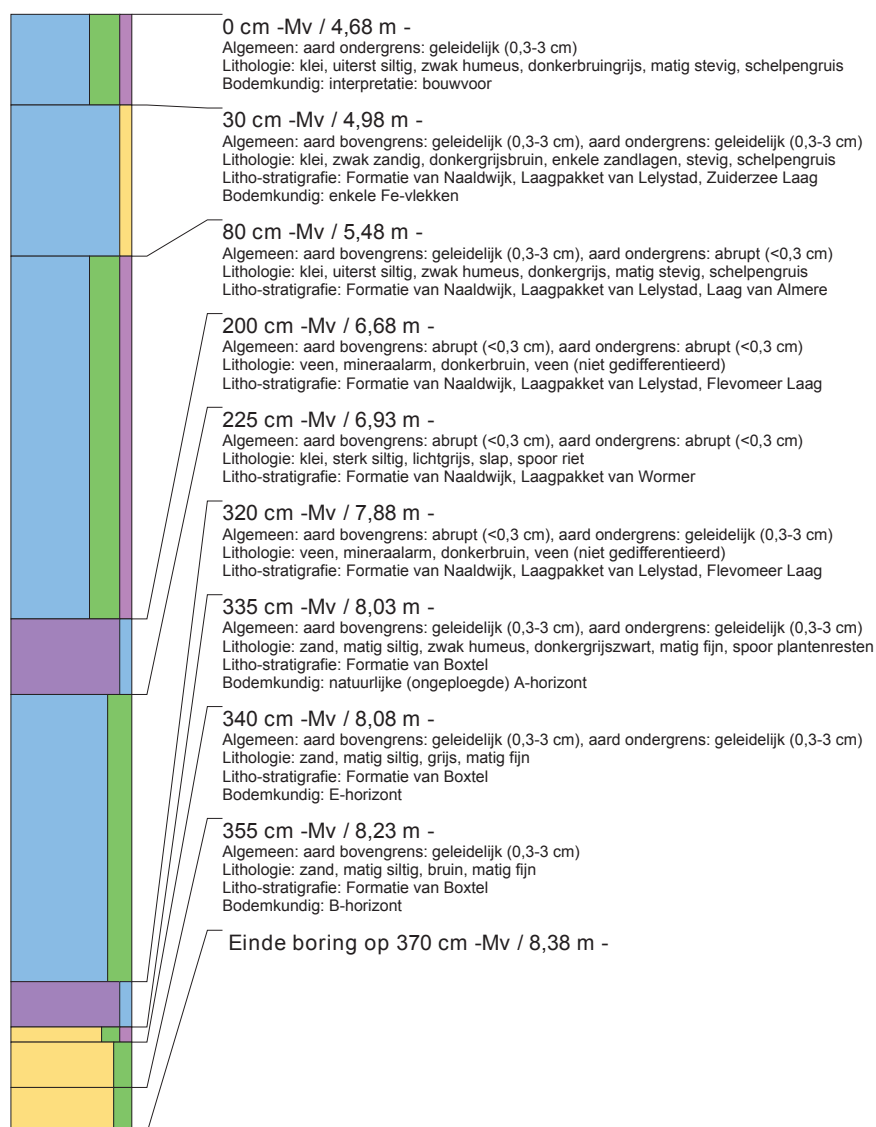 0 cm -Mv / 4,68 m -
Algemeen: aard ondergrens: geleidelijk (0,3-3 cm)
Lithologie: klei, uiterst siltig, zwak humeus, donkerbruingrijs, matig stevig, schelpengruis
Bodemkundig: interpretatie: bouwvoor
30 cm -Mv / 4,98 m -
Algemeen: aard bovengrens: geleidelijk (0,3-3 cm), aard ondergrens: geleidelijk (0,3-3 cm)
Lithologie: klei, zwak zandig, donkergrijsbruin, enkele zandlagen, stevig, schelpengruis
Litho-stratigrafie: Formatie van Naaldwijk, Laagpakket van Lelystad, Zuiderzee Laag
Bodemkundig: enkele Fe-vlekken
80 cm -Mv / 5,48 m -
Algemeen: aard bovengrens: geleidelijk (0,3-3 cm), aard ondergrens: abrupt (<0,3 cm)
Lithologie: klei, uiterst siltig, zwak humeus, donkergrijs, matig stevig, schelpengruis
Litho-stratigrafie: Formatie van Naaldwijk, Laagpakket van Lelystad, Laag van Almere
200 cm -Mv / 6,68 m -
Algemeen: aard bovengrens: abrupt (<0,3 cm), aard ondergrens: abrupt (<0,3 cm)
Lithologie: veen, mineraalarm, donkerbruin, veen (niet gedifferentieerd)
Litho-stratigrafie: Formatie van Naaldwijk, Laagpakket van Lelystad, Flevomeer Laag
225 cm -Mv / 6,93 m -
Algemeen: aard bovengrens: abrupt (<0,3 cm), aard ondergrens: abrupt (<0,3 cm)
Lithologie: klei, sterk siltig, lichtgrijs, slap, spoor riet
Litho-stratigrafie: Formatie van Naaldwijk, Laagpakket van Wormer
320 cm -Mv / 7,88 m -
Algemeen: aard bovengrens: abrupt (<0,3 cm), aard ondergrens: geleidelijk (0,3-3 cm)
Lithologie: veen, mineraalarm, donkerbruin, veen (niet gedifferentieerd)
Litho-stratigrafie: Formatie van Naaldwijk, Laagpakket van Lelystad, Flevomeer Laag
335 cm -Mv / 8,03 m -
Algemeen: aard bovengrens: geleidelijk (0,3-3 cm), aard ondergrens: geleidelijk (0,3-3 cm)
Lithologie: zand, matig siltig, zwak humeus, donkergrijszwart, matig fijn, spoor plantenresten
Litho-stratigrafie: Formatie van Boxtel
Bodemkundig: natuurlijke (ongeploegde) A-horizont
340 cm -Mv / 8,08 m -
Algemeen: aard bovengrens: geleidelijk (0,3-3 cm), aard ondergrens: geleidelijk (0,3-3 cm)
Lithologie: zand, matig siltig, grijs, matig fijn
Litho-stratigrafie: Formatie van Boxtel
Bodemkundig: E-horizont
355 cm -Mv / 8,23 m -
Algemeen: aard bovengrens: geleidelijk (0,3-3 cm)
Lithologie: zand, matig siltig, bruin, matig fijn
Litho-stratigrafie: Formatie van Boxtel
Bodemkundig: B-horizont
Einde boring op 370 cm -Mv / 8,38 m -